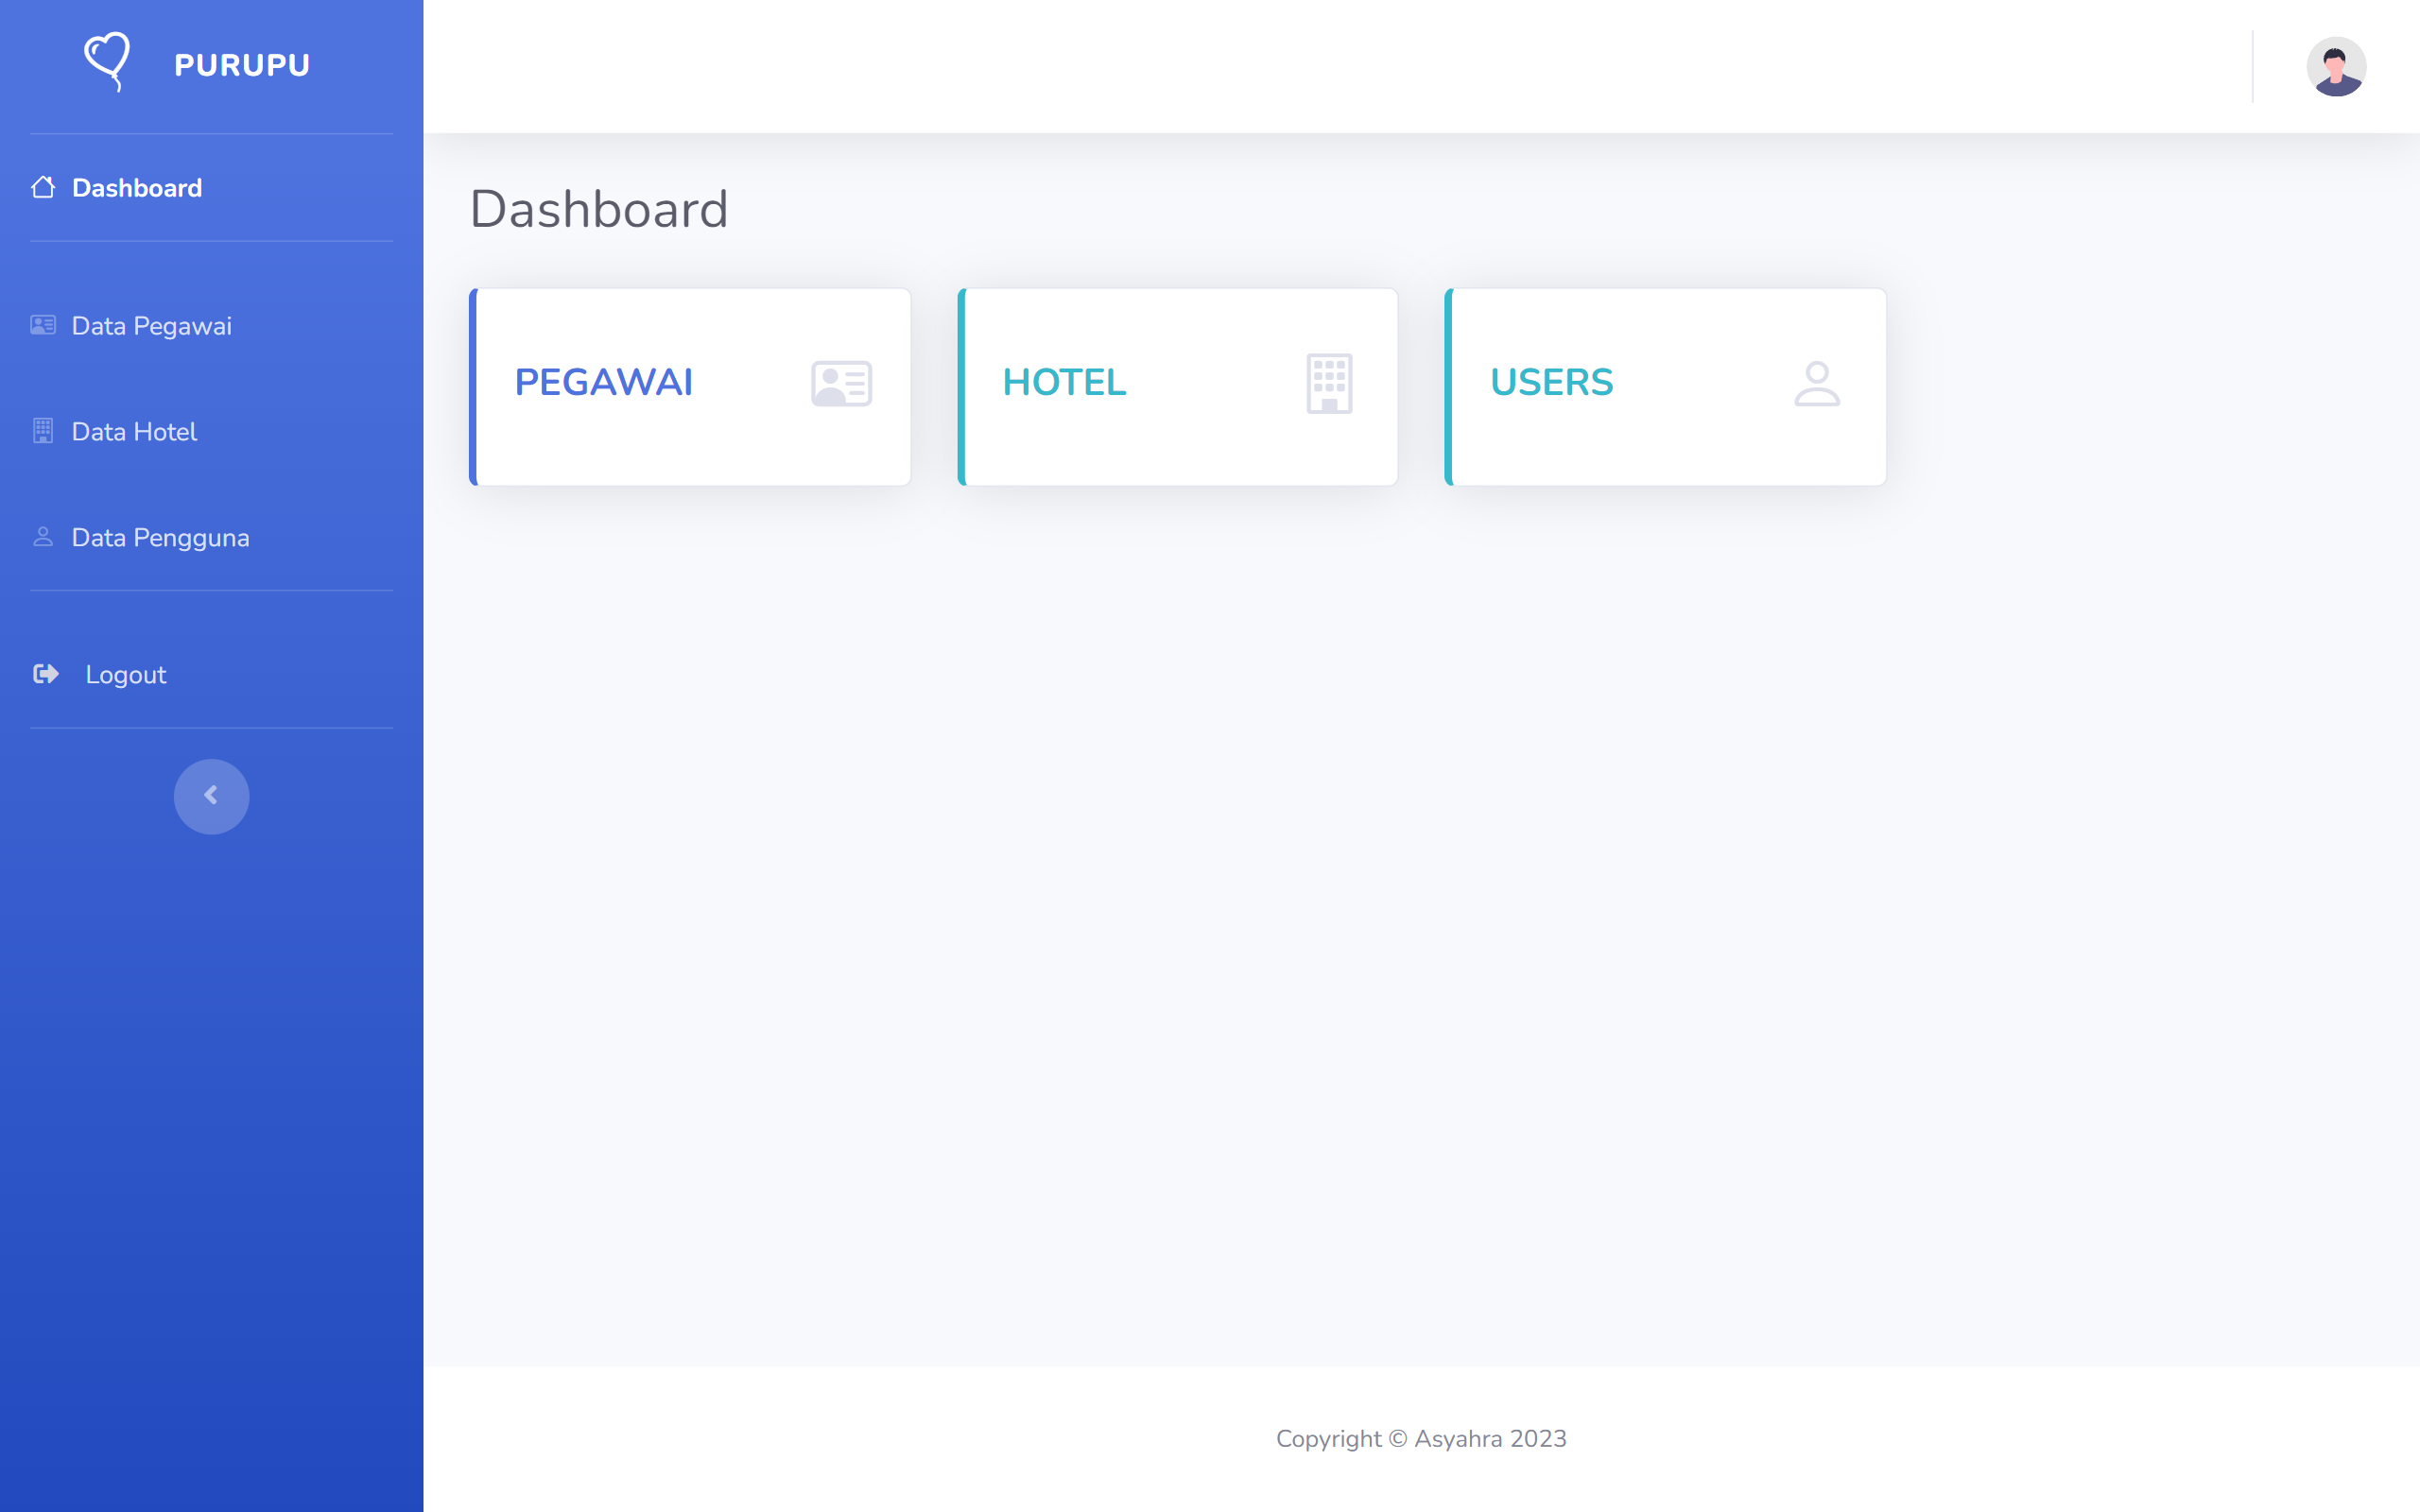 PURUPU
Dashboard
Data Pegawai
Data Hotel
Data Pengguna
Logout
Dashboard
PEGAWAI
HOTEL
USERS
Copyright © Asyahra 2023